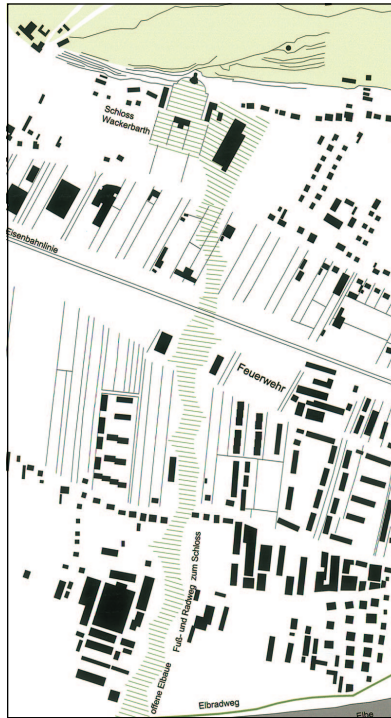 Schloss
Wackerbarth
Eisenbahnlinie
Feuerwehr
Fuß- und Radweg zum Schloss
offene Elbaue
Elbradweg
Elbe